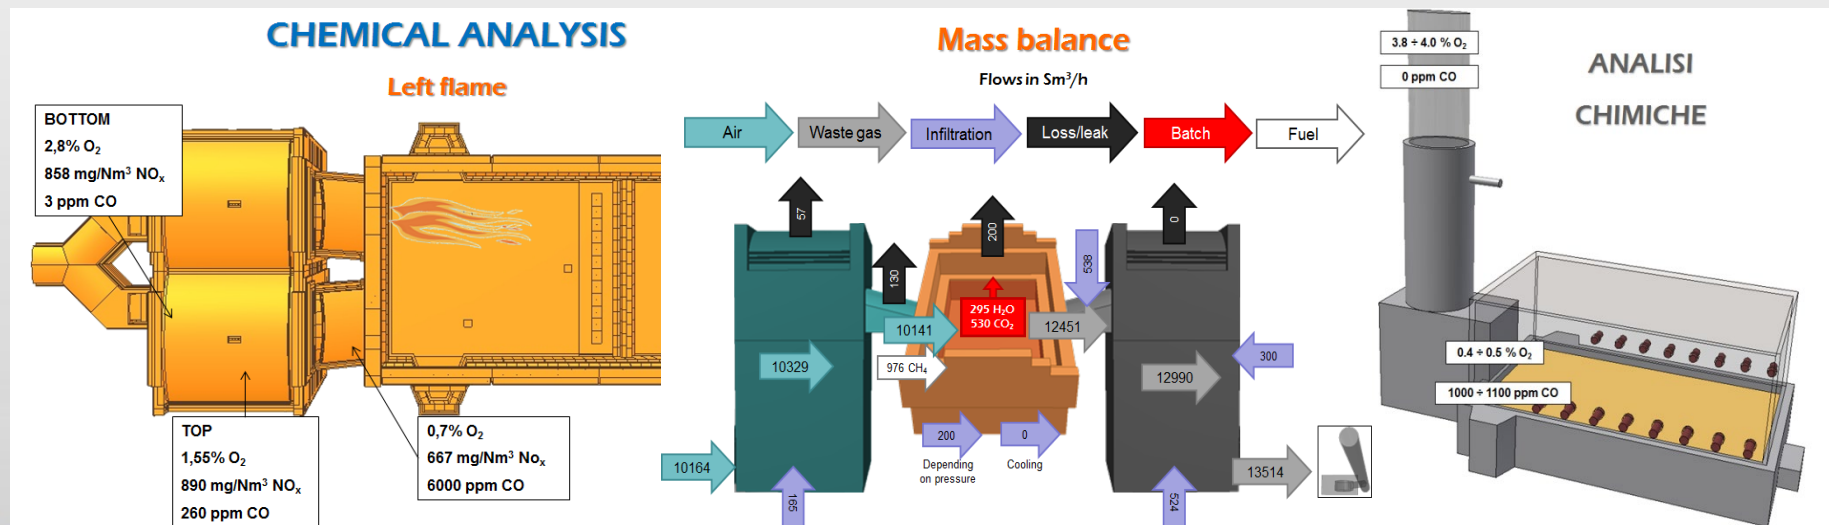 CHEMICAL ANALYSIS
Left flame
BOTTOM
2,8% O₂
858 mg/Nm³ NOₓ
3 ppm CO
TOP
1,55% O₂
890 mg/Nm³ NOₓ
260 ppm CO
0,7% O₂
667 mg/Nm³ Noₓ
6000 ppm CO
Mass balance
Flows in Sm³/h
Air
Waste gas
Infiltration
Loss/leak
Batch
Fuel
57
130
200
538
0
295 H₂O
530 CO₂
10141
12451
10329
976 CH₄
12990
300
200
0
Depending
on pressure
Cooling
10164
165
524
13514
3.8 ÷ 4.0 % O₂
0 ppm CO
ANALISI
CHIMICHE
0.4 ÷ 0.5 % O₂
1000 ÷ 1100 ppm CO